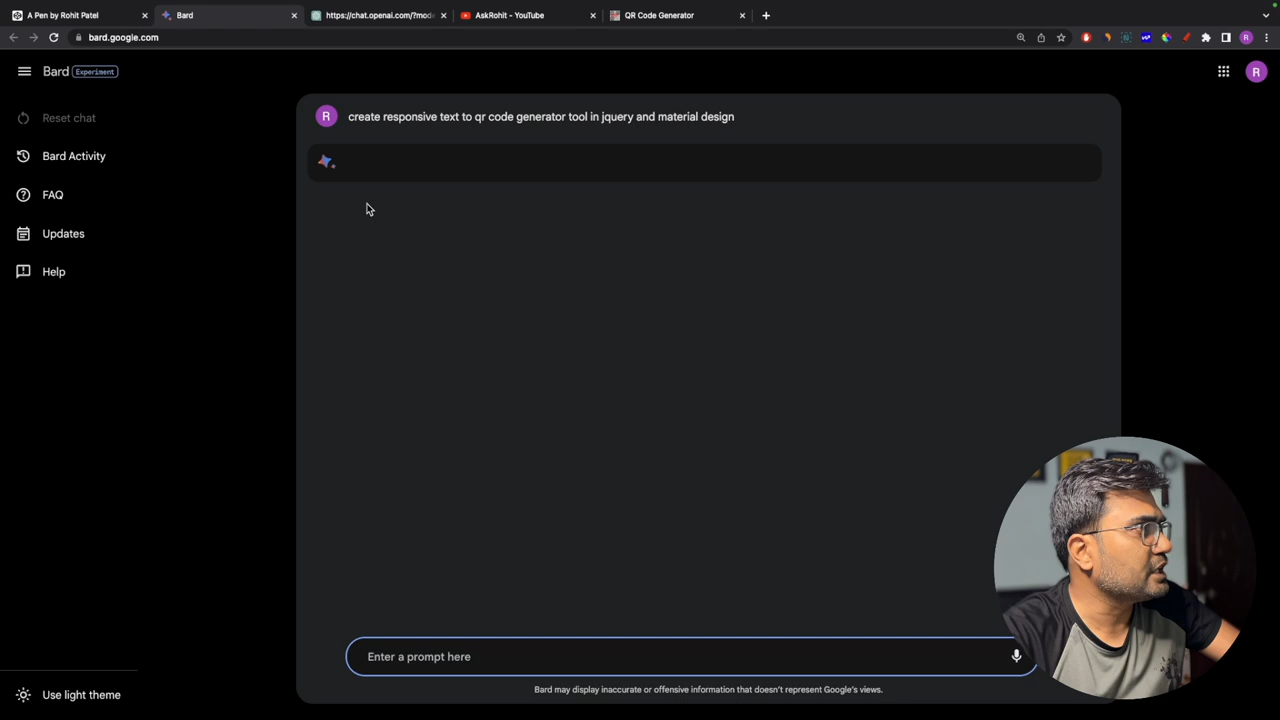 A Pen by Rohit Patel
Bard
https://chat.openai.com/?mod
AskRohit - YouTube
QR Code Generator
bard.google.com
R
Bard Experiment
R
Reset chat
Bard Activity
FAQ
Updates
Help
R create responsive text to qr code generator tool in jquery and material design
Enter a prompt here
Bard may display inaccurate or offensive information that doesn't represent Google's views.
Use light theme